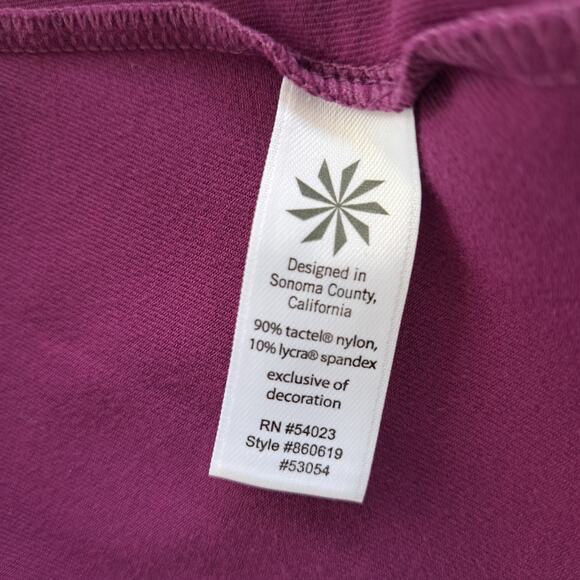 Designed in
Sonoma County,
California
90% tactel® nylon,
10% lycra® spandex
exclusive of
decoration
RN #54023
Style #860619
#53054